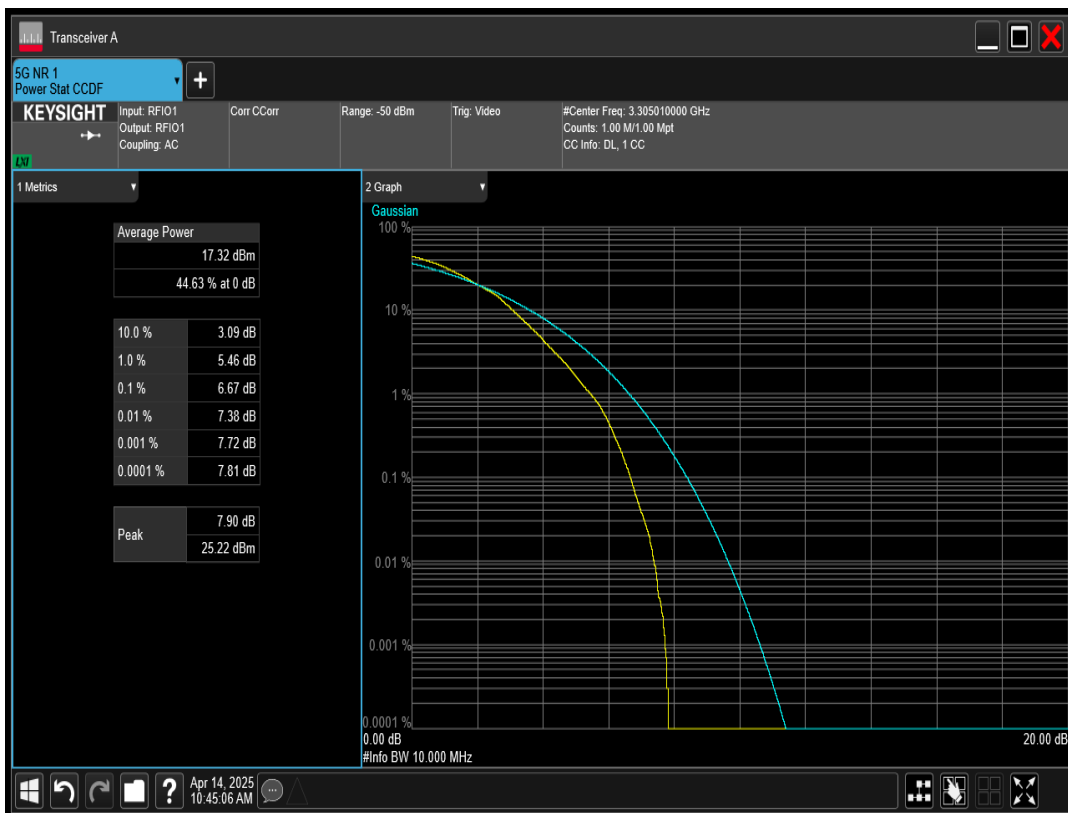 Transceiver A
5G NR 1
Power Stat CCDF
+
KEYSIGHT
LXI
Input: RFIO1
Output: RFIO1
Coupling: AC
Corr CCorr
Range: -50 dBm
Trig: Video
#Center Freq: 3.305010000 GHz
Counts: 1.00 M/1.00 Mpt
CC Info: DL, 1 CC
1 Metrics
Average Power
17.32 dBm
44.63 % at 0 dB
10.0 % 3.09 dB
1.0 % 5.46 dB
0.1 % 6.67 dB
0.01 % 7.38 dB
0.001 % 7.72 dB
0.0001 % 7.81 dB
Peak
7.90 dB
25.22 dBm
2 Graph
Gaussian
100 %
10 %
1 %
0.1 %
0.01 %
0.001 %
0.0001 %
0.00 dB 20.00 dB
#Info BW 10.000 MHz
?
Apr 14, 2025
10:45:06 AM